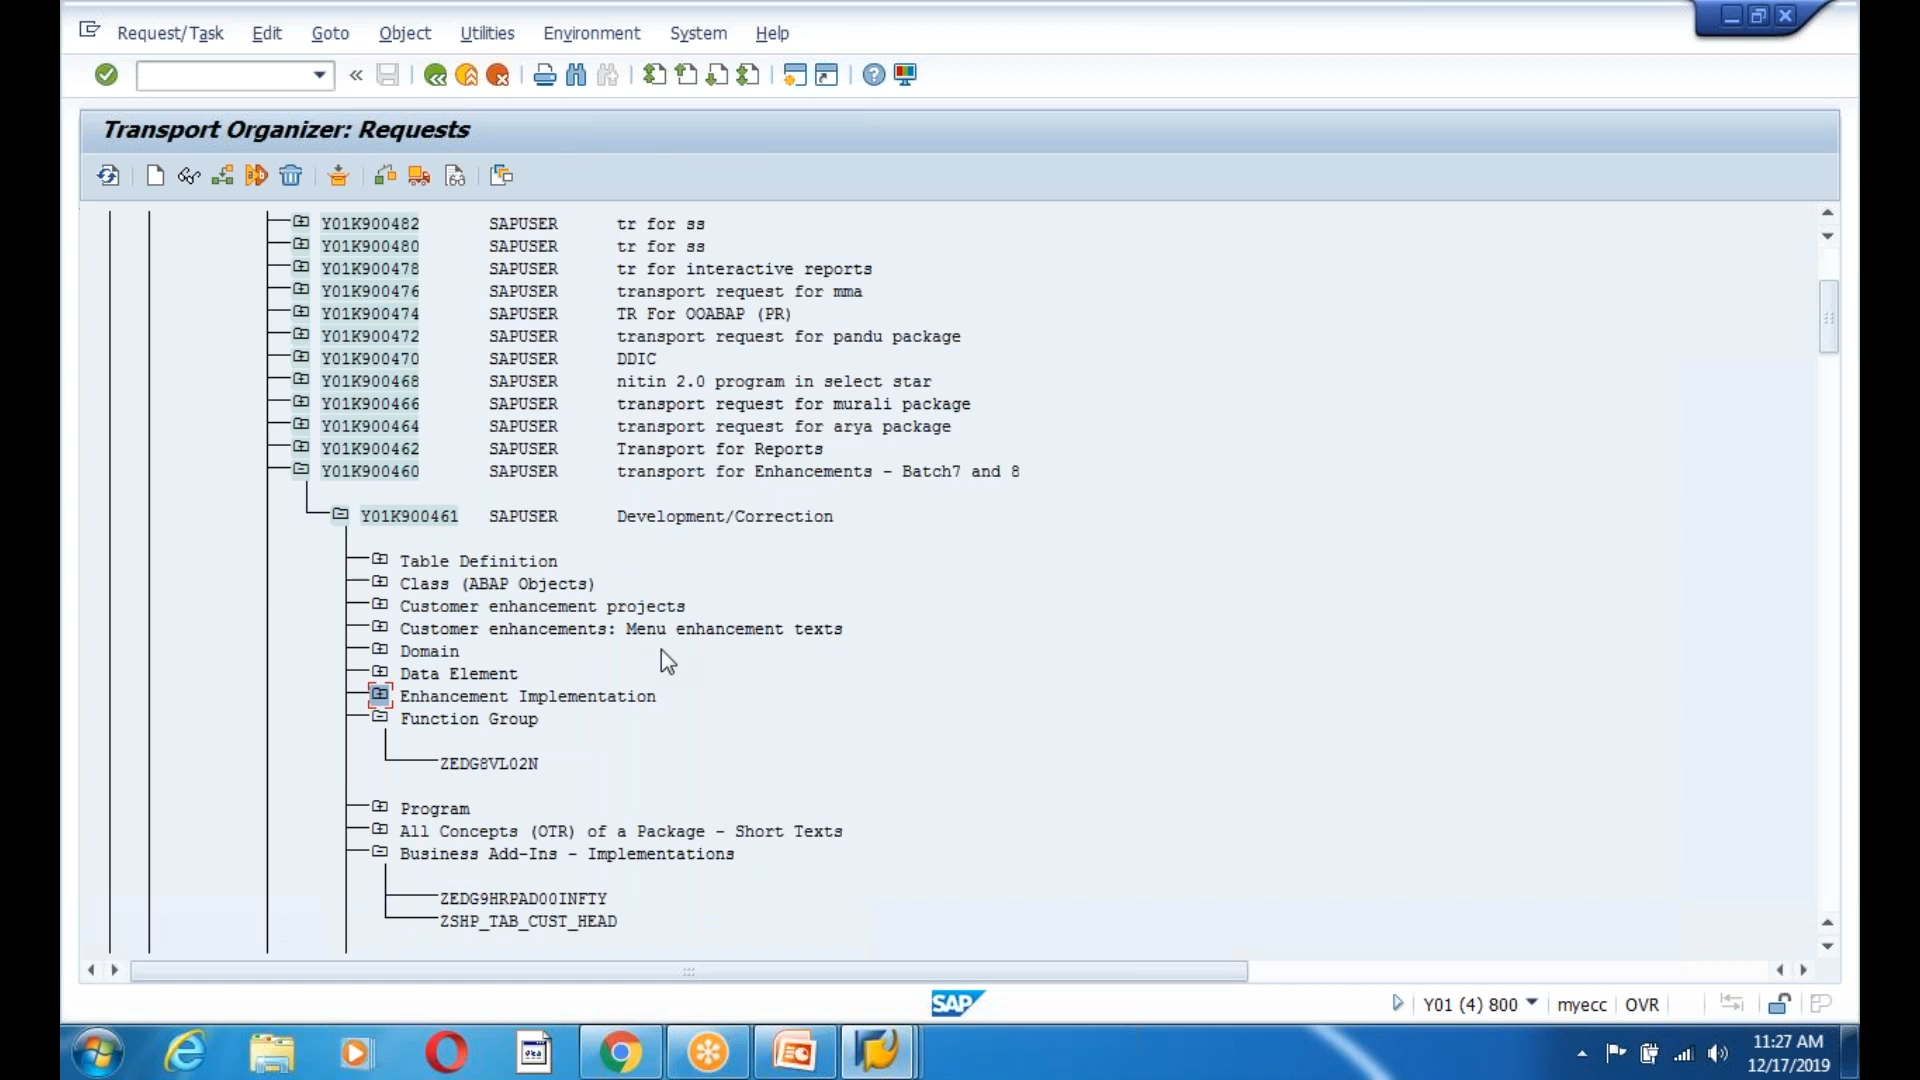 Request/Task Edit Goto Object Utilities Environment System Help
Transport Organizer: Requests
Y01K900482 SAPUSER tr for ss
Y01K900480 SAPUSER tr for ss
Y01K900478 SAPUSER tr for interactive reports
Y01K900476 SAPUSER transport request for mma
Y01K900474 SAPUSER TR For OOABAP (PR)
Y01K900472 SAPUSER transport request for pandu package
Y01K900470 SAPUSER DDIC
Y01K900468 SAPUSER nitin 2.0 program in select star
Y01K900466 SAPUSER transport request for murali package
Y01K900464 SAPUSER transport request for arya package
Y01K900462 SAPUSER Transport for Reports
Y01K900460 SAPUSER transport for Enhancements - Batch7 and 8
Y01K900461 SAPUSER Development/Correction
Table Definition
Class (ABAP Objects)
Customer enhancement projects
Customer enhancements: Menu enhancement texts
Domain
Data Element
Enhancement Implementation
Function Group
ZEDG8VL02N
Program
All Concepts (OTR) of a Package - Short Texts
Business Add-Ins - Implementations
ZEDG9HRPAD00INFTY
ZSHP_TAB_CUST_HEAD
SAP
Y01 (4) 800 myecc OVR
11:27 AM
12/17/2019